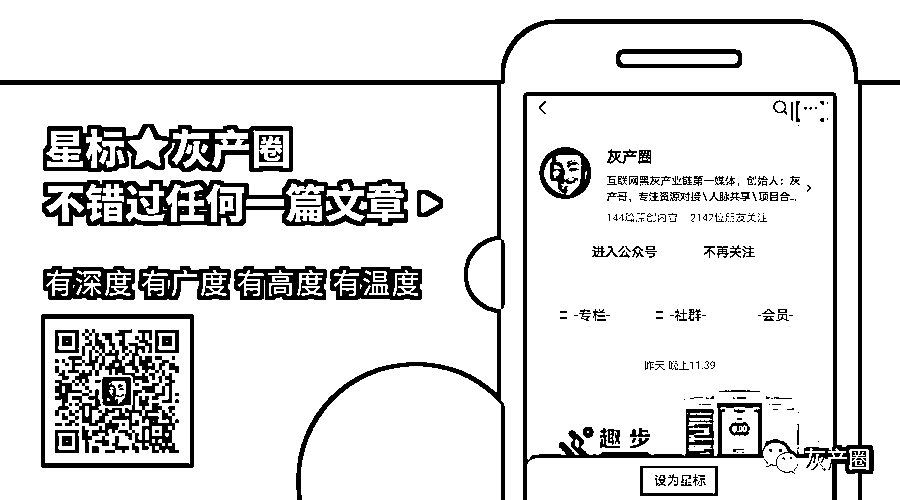 星标★灰产圈
不错过任何一篇文章
有深度 有广度 有高度 有温度
灰产圈
互联网黑灰产业链第一媒体，创始人：灰
产哥，专注资源对接\人脉共享\项目合...
144篇原创内容 2142位朋友关注
进入公众号 不再关注
-专栏- -社群- -会员-
昨天 晚上11:39
趣步
设为星标
灰产圈